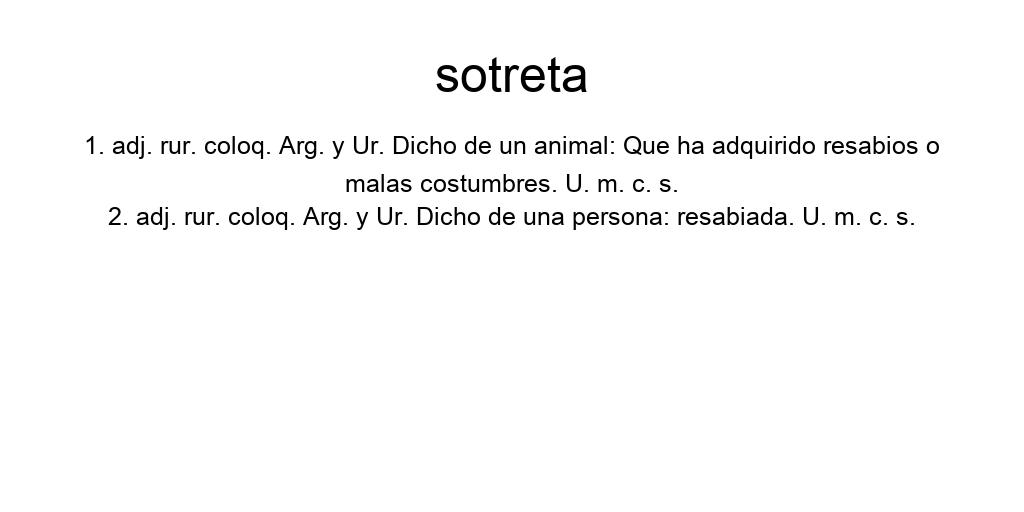 sotreta
1. adj. rur. coloq. Arg. y Ur. Dicho de un animal: Que ha adquirido resabios o
malas costumbres. U. m. c. s.
2. adj. rur. coloq. Arg. y Ur. Dicho de una persona: resabiada. U. m. c. s.